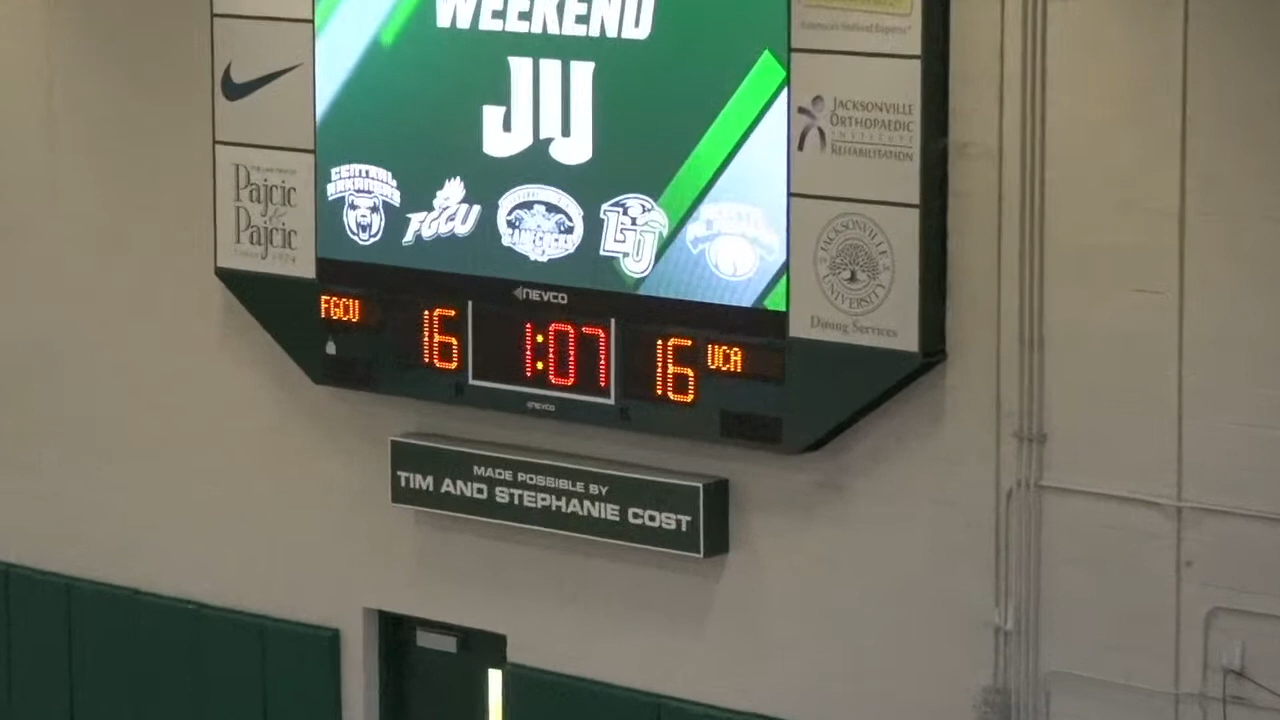 WEEKEND
JU
CENTRAL ARKANSAS
FGCU
GAMECOCKS
LU
Pajcic
&
Pajcic
JACKSONVILLE
ORTHOPAEDIC
INSTITUTE
REHABILITATION
JACKSONVILLE
UNIVERSITY
Dining Services
NEVCO
FGCU
16
1:07
16
UCA
NEVCO
MADE POSSIBLE BY
TIM AND STEPHANIE COST